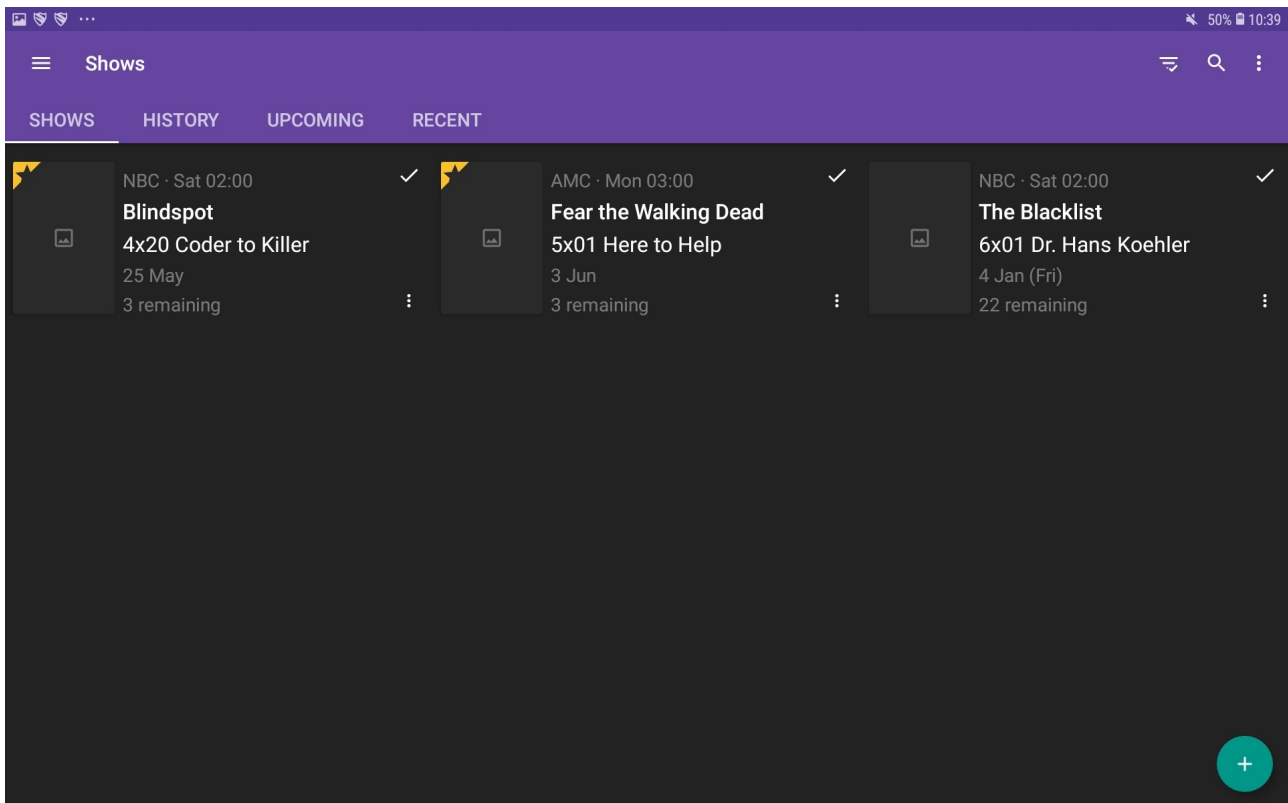 50% 10:39
Shows
SHOWS HISTORY UPCOMING RECENT
NBC · Sat 02:00
Blindspot
4x20 Coder to Killer
25 May
3 remaining
AMC · Mon 03:00
Fear the Walking Dead
5x01 Here to Help
3 Jun
3 remaining
NBC · Sat 02:00
The Blacklist
6x01 Dr. Hans Koehler
4 Jan (Fri)
22 remaining